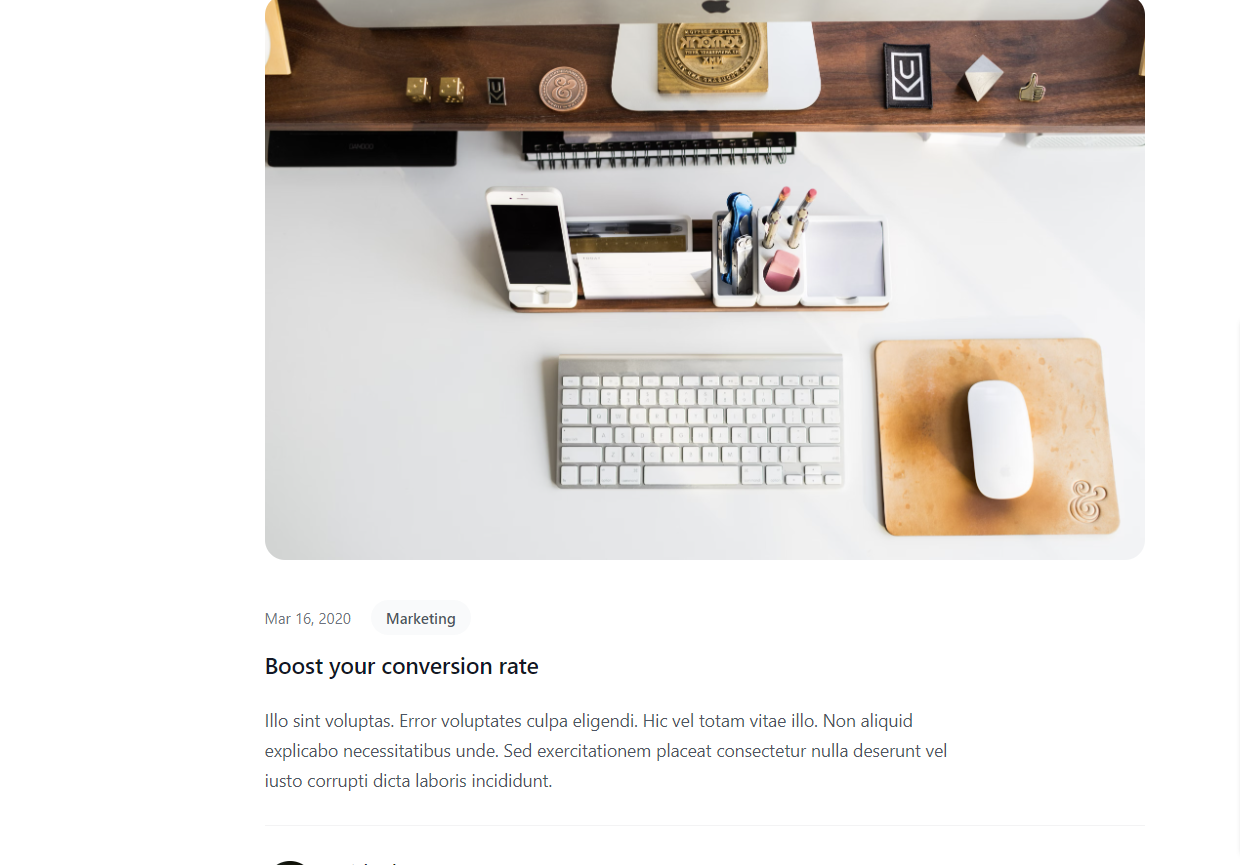 Mar 16, 2020 Marketing
Boost your conversion rate
Illo sint voluptas. Error voluptates culpa eligendi. Hic vel totam vitae illo. Non aliquid
explicabo necessitatibus unde. Sed exercitationem placeat consectetur nulla deserunt vel
iusto corrupti dicta laboris incididunt.